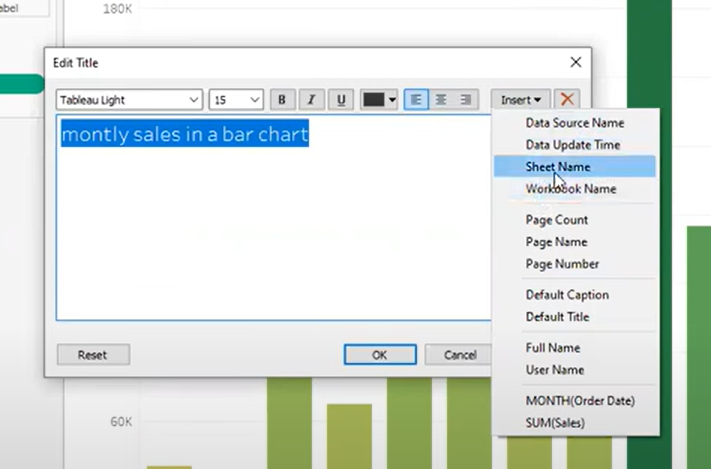 abel
180K
Edit Title
Tableau Light
15
B
I
U
Insert
montly sales in a bar chart
Data Source Name
Data Update Time
Sheet Name
Workbook Name
Page Count
Page Name
Page Number
Default Caption
Default Title
Full Name
User Name
MONTH(Order Date)
SUM(Sales)
Reset
OK
Cancel
60K